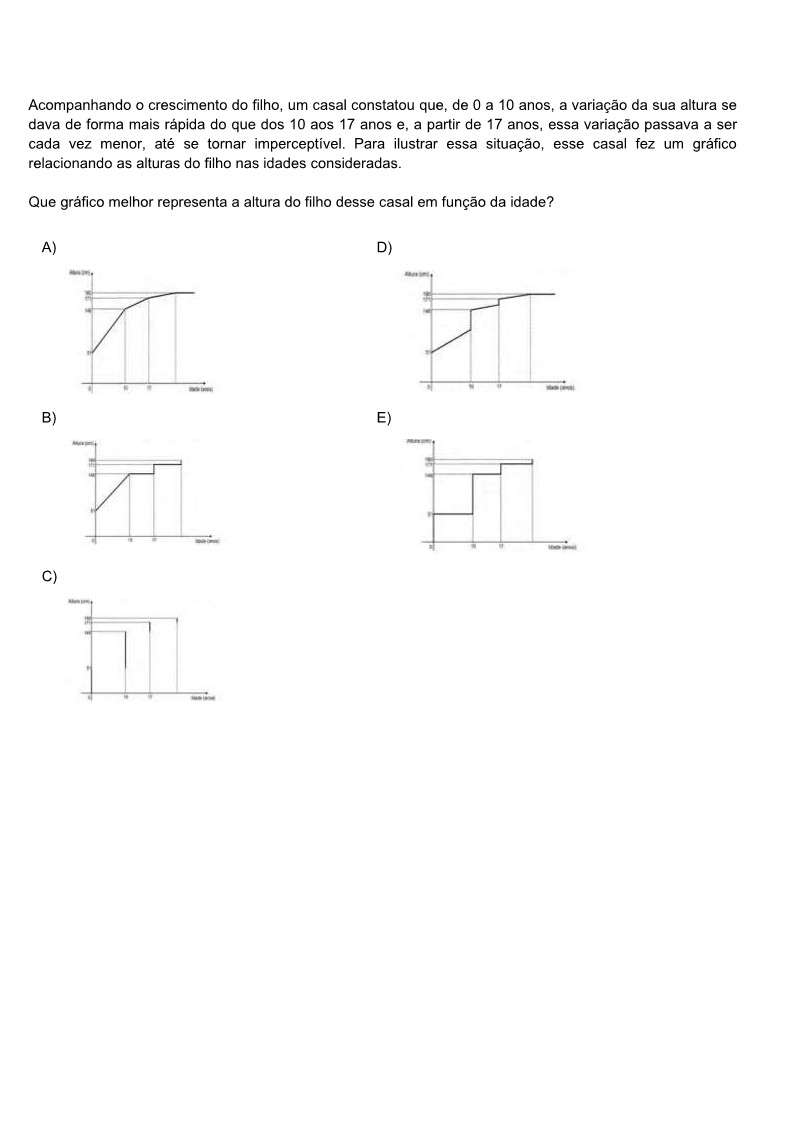 Acompanhando o crescimento do filho, um casal constatou que, de 0 a 10 anos, a variação da sua altura se
dava de forma mais rápida do que dos 10 aos 17 anos e, a partir de 17 anos, essa variação passava a ser
cada vez menor, até se tornar imperceptível. Para ilustrar essa situação, esse casal fez um gráfico
relacionando as alturas do filho nas idades consideradas.
Que gráfico melhor representa a altura do filho desse casal em função da idade?
A)
Altura (cm)
180
171
148
51
0 10 17 Idade (anos)
B)
Altura (cm)
180
171
148
51
0 10 17 Idade (anos)
C)
Altura (cm)
180
171
148
51
0 10 17 Idade (anos)
D)
Altura (cm)
180
171
148
51
0 10 17 Idade (anos)
E)
Altura (cm)
180
171
148
51
0 10 17 Idade (anos)